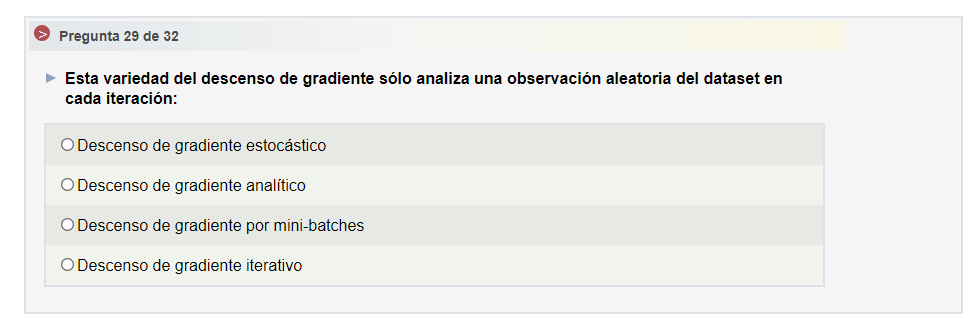 Pregunta 29 de 32
Esta variedad del descenso de gradiente sólo analiza una observación aleatoria del dataset en
cada iteración:
Descenso de gradiente estocástico
Descenso de gradiente analítico
Descenso de gradiente por mini-batches
Descenso de gradiente iterativo